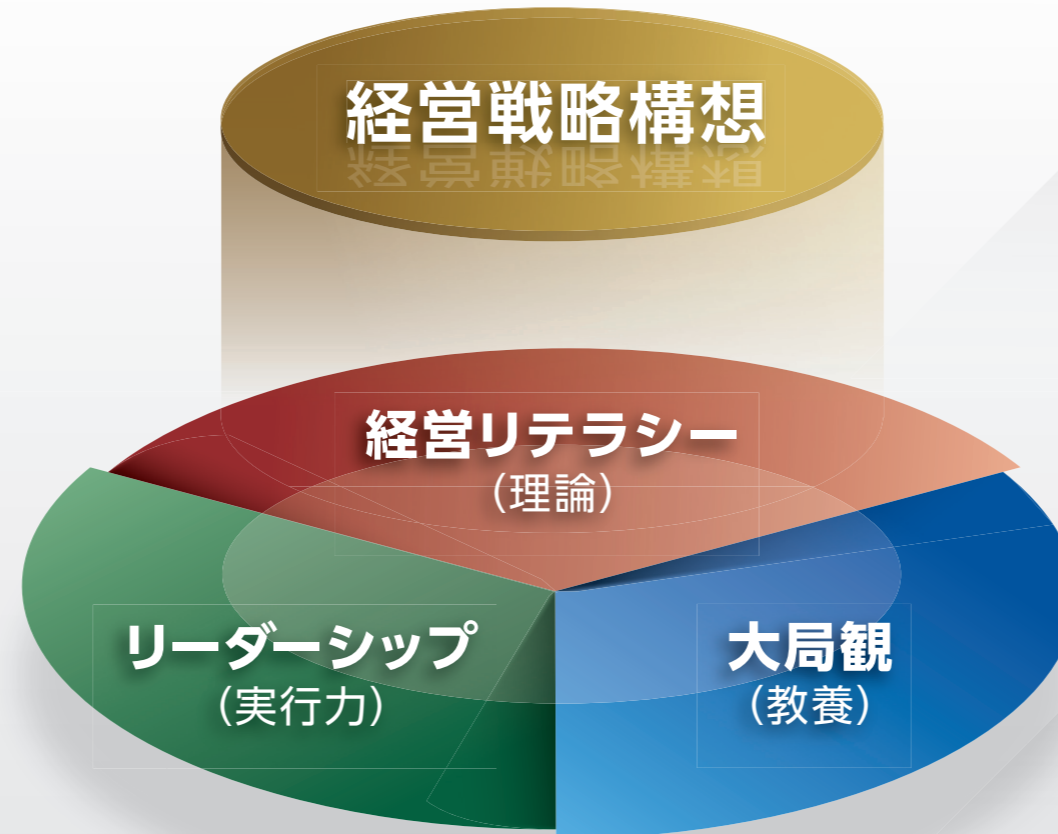 経営戦略構想
経営リテラシー
（理論）
リーダーシップ
（実行力）
大局観
（教養）